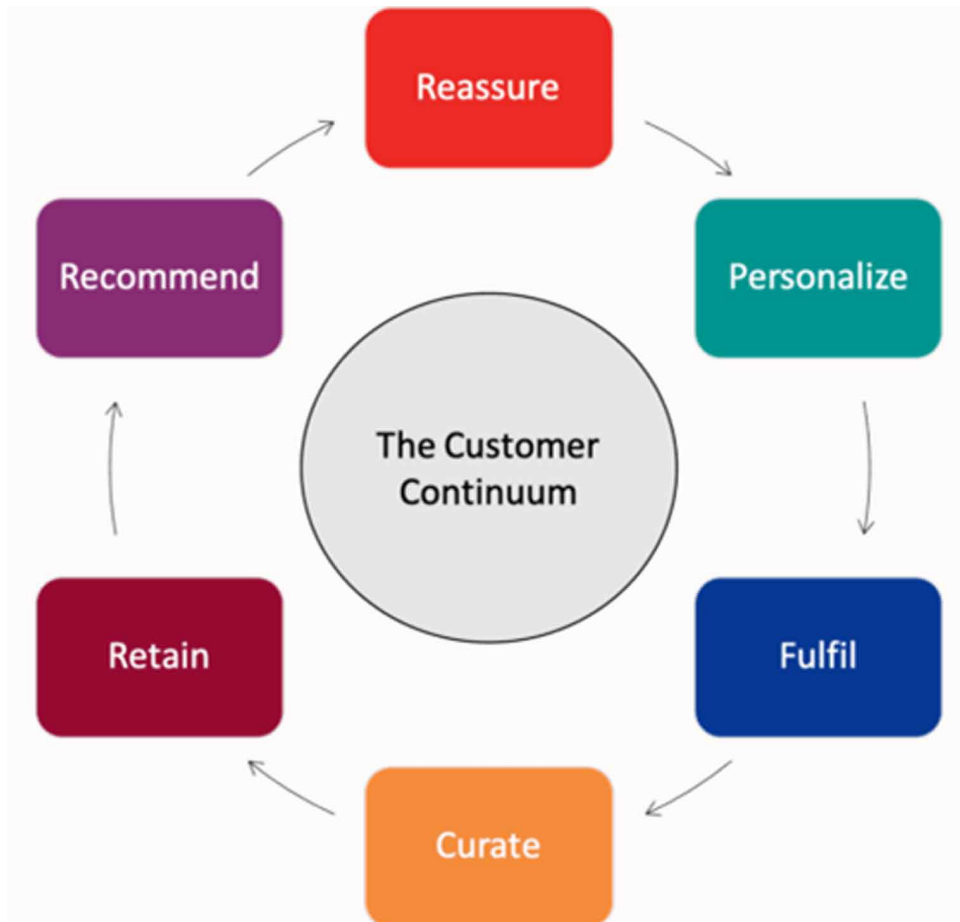 Reassure
Personalize
Fulfil
Curate
Retain
Recommend
The Customer
Continuum